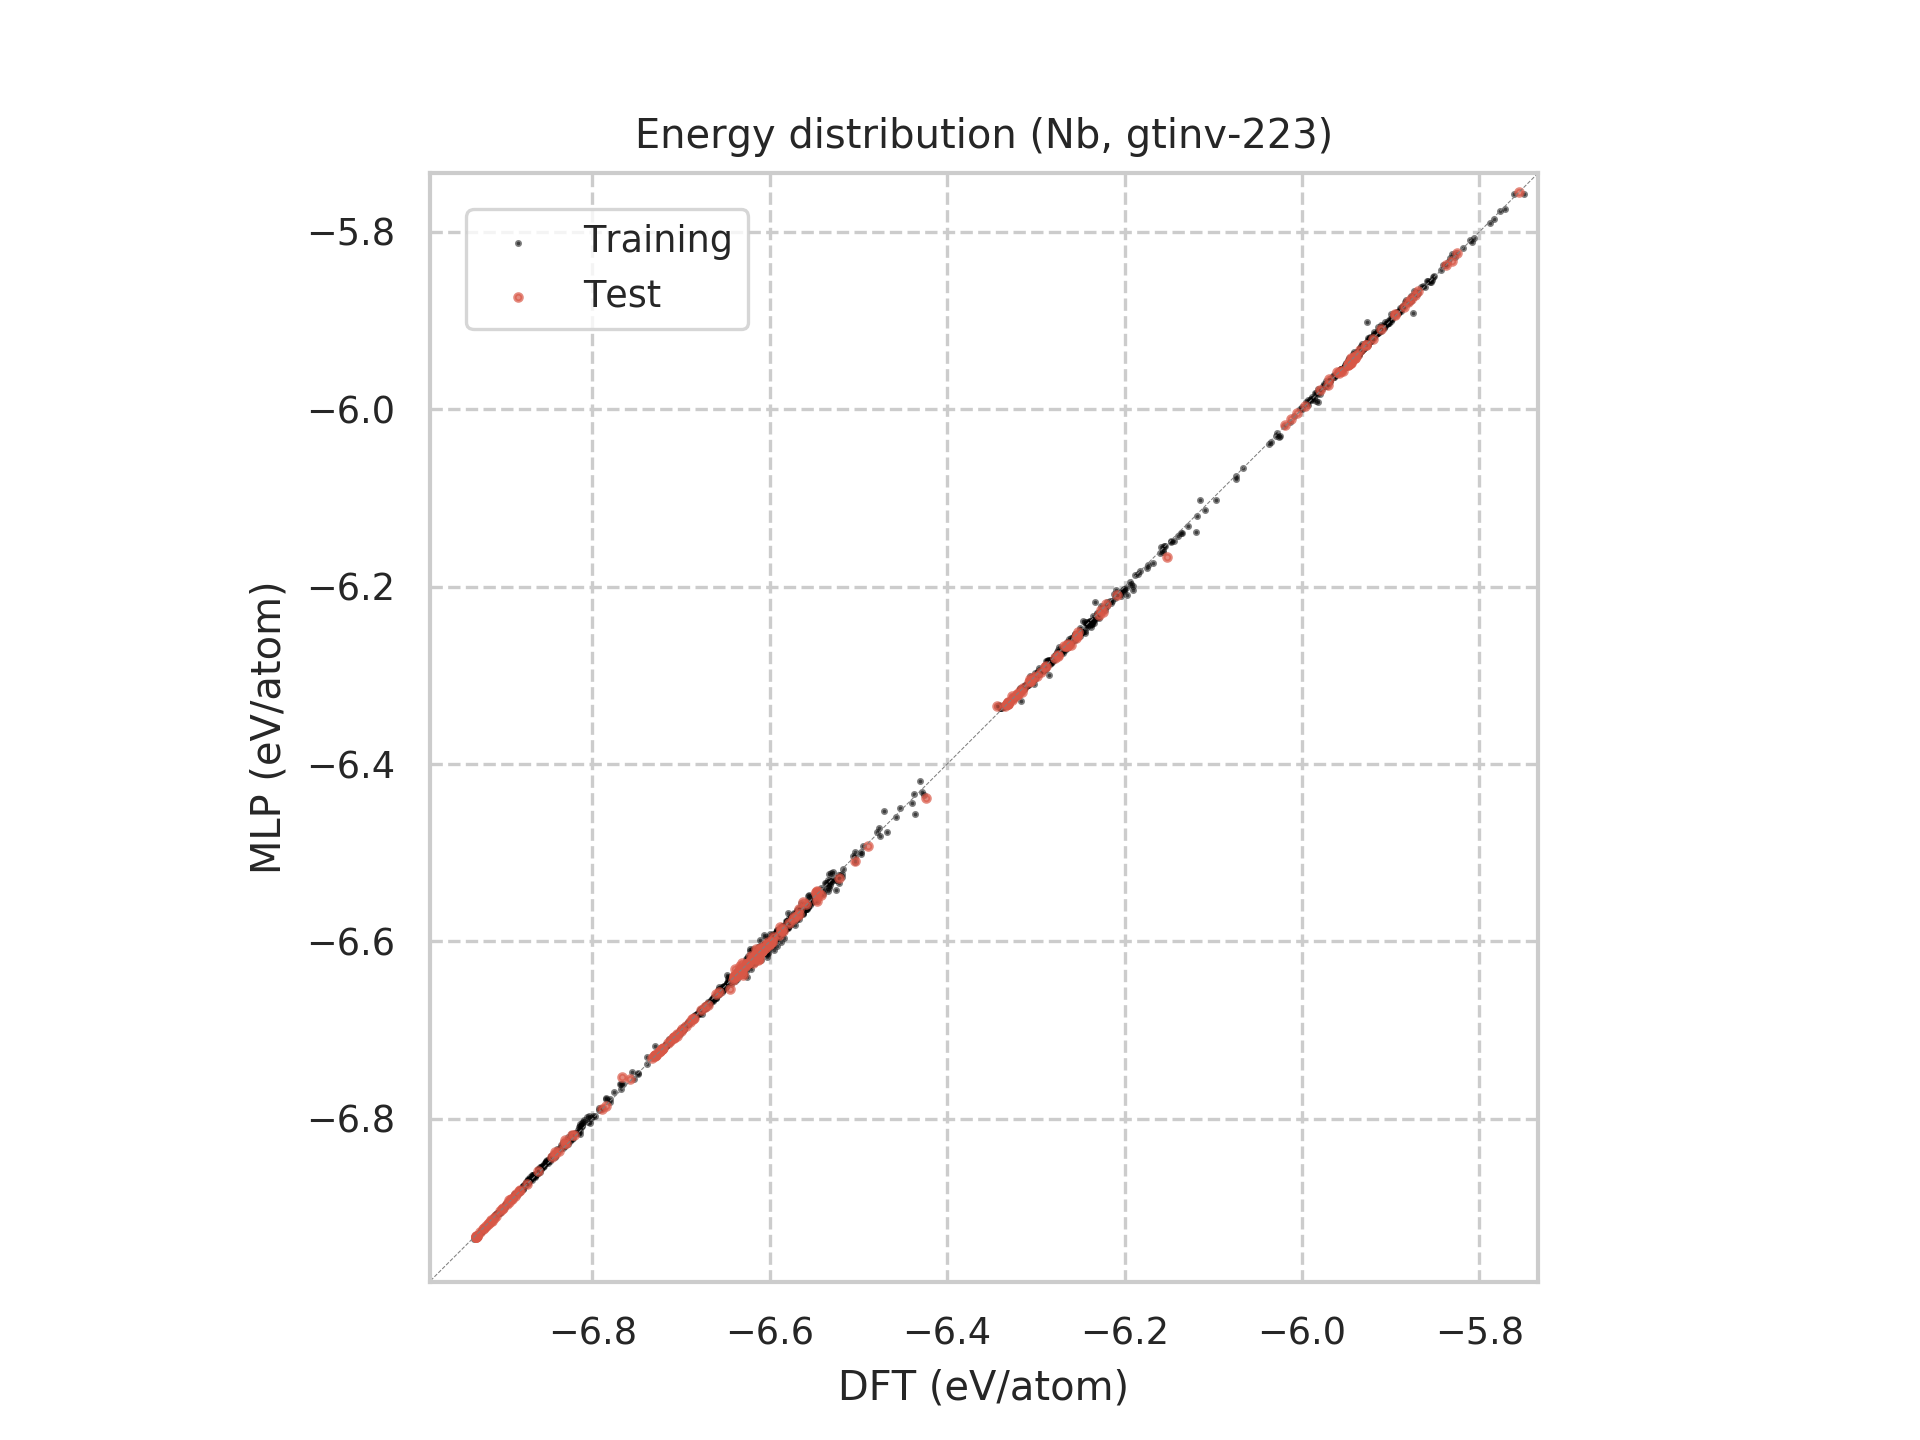 Energy distribution (Nb, gtinv-223)
Training
Test
−5.8
−6.0
−6.2
−6.4
−6.6
−6.8
MLP (eV/atom)
−6.8 −6.6 −6.4 −6.2 −6.0 −5.8
DFT (eV/atom)